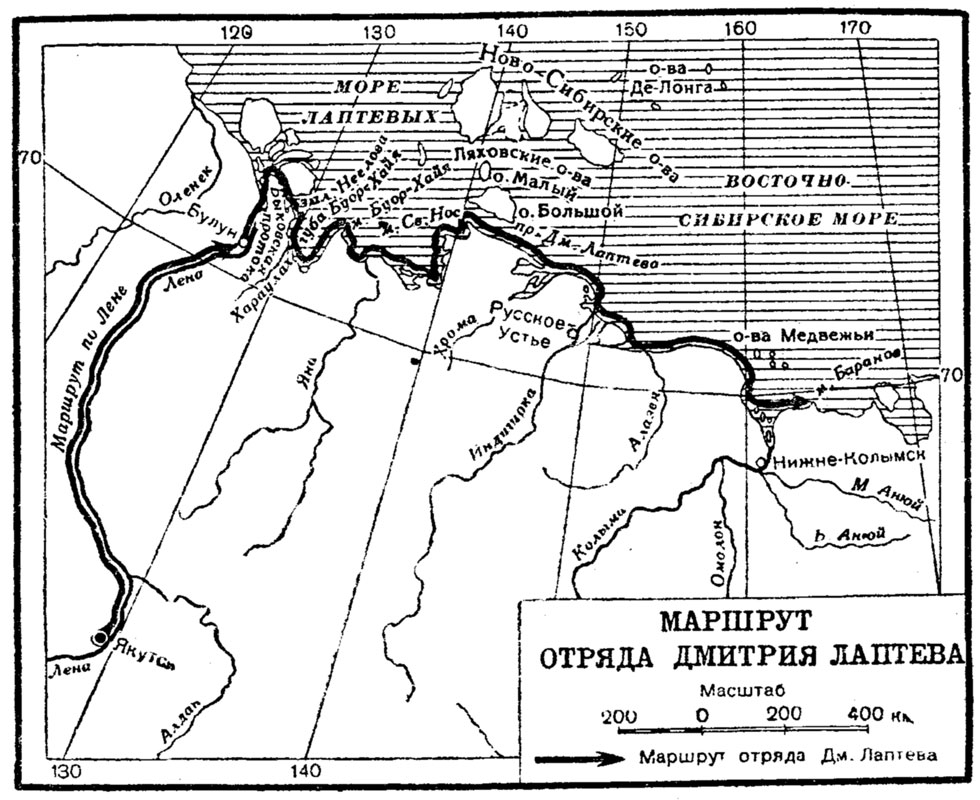 120
130
140
150
160
170
МОРЕ
ЛАПТЕВЫХ
НОВО-СИБИРСКИЕ О-ВА
О-ВА
ДЕ-ЛОНГА
70
Оленек
Булун
Лена
Быковская
протока
Хараулах
зал. Неелова
губа Буор-Хайя
м. Буор-Хайя
м. Св. Нос
Ляховские о-ва
о. Малый
о. Большой
пр. Дм. Лаптева
ВОСТОЧНО-
СИБИРСКОЕ МОРЕ
Маршрут по Лене
Яна
Хрома
Русское
Устье
Индигирка
Алазея
о-ва Медвежьи
м. Баранов
70
Нижне-Колымск
М Анюй
Б Анюй
Колыма
Омолон
Якутск
Лена
Алдан
130
140
МАРШРУТ
ОТРЯДА ДМИТРИЯ ЛАПТЕВА
Масштаб
200 0 200 400 км.
Маршрут отряда Дм. Лаптева